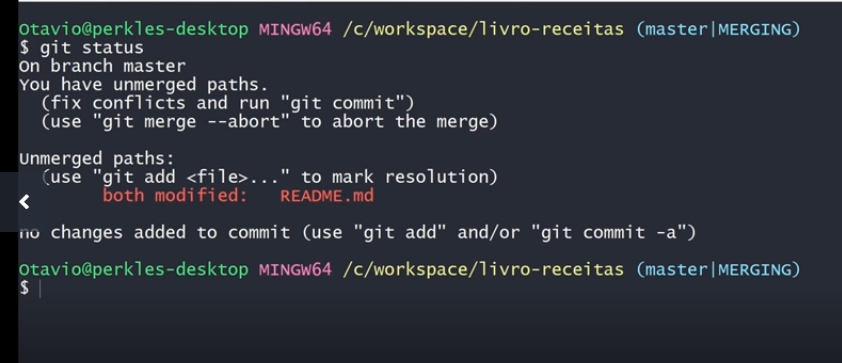 Otavio@perkles-desktop MINGW64 /c/workspace/livro-receitas (master|MERGING)
$ git status
On branch master
You have unmerged paths.
  (fix conflicts and run "git commit")
  (use "git merge --abort" to abort the merge)

Unmerged paths:
  (use "git add <file>..." to mark resolution)
        both modified:   README.md

no changes added to commit (use "git add" and/or "git commit -a")

Otavio@perkles-desktop MINGW64 /c/workspace/livro-receitas (master|MERGING)
$